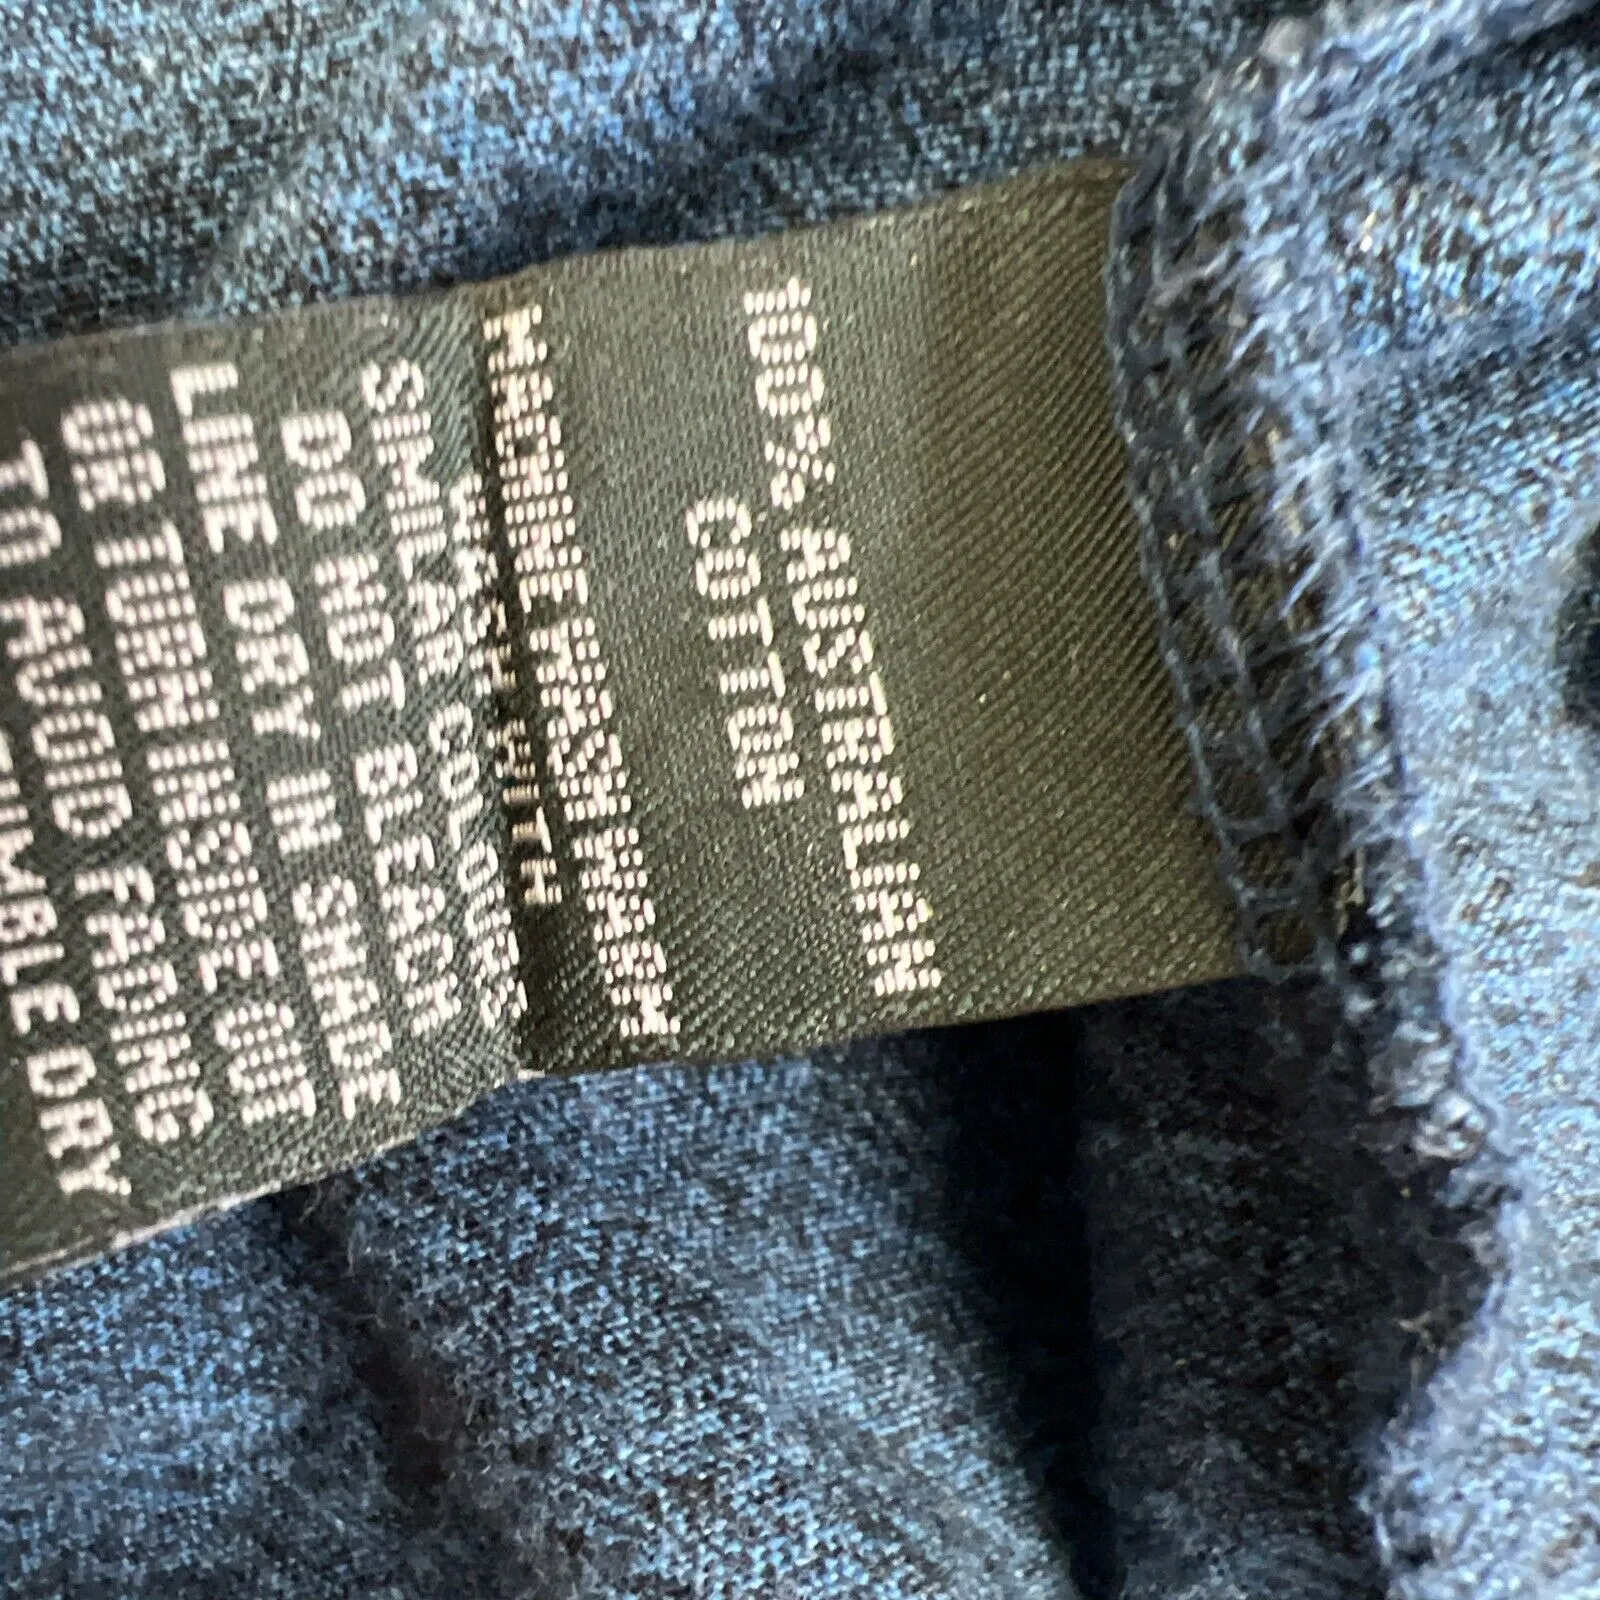 100% AUSTRALIAN
COTTON
MACHINE WASH WASH WITH
SIMILAR COLOURS
DO NOT BLEACH
LINE DRY IN SHADE
OR TURN INSIDE OUT
TO AVOID FADING
TUMBLE DRY